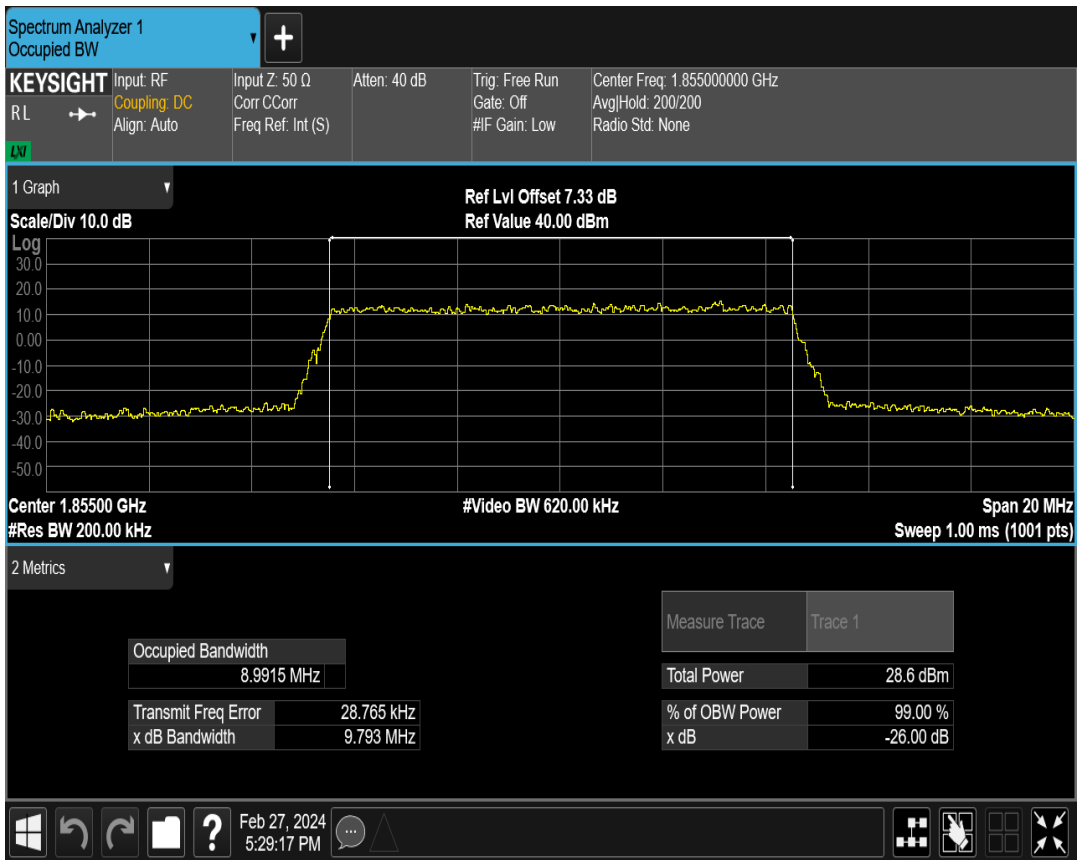 Spectrum Analyzer 1
Occupied BW
KEYSIGHT
RL
LXI
Input: RF
Coupling: DC
Align: Auto
Input Z: 50 Ω
Corr CCorr
Freq Ref: Int (S)
Atten: 40 dB
Trig: Free Run
Gate: Off
#IF Gain: Low
Center Freq: 1.855000000 GHz
Avg|Hold: 200/200
Radio Std: None
1 Graph
Scale/Div 10.0 dB
Ref Lvl Offset 7.33 dB
Ref Value 40.00 dBm
Log
30.0
20.0
10.0
0.00
-10.0
-20.0
-30.0
-40.0
-50.0
Center 1.85500 GHz
#Res BW 200.00 kHz
#Video BW 620.00 kHz
Span 20 MHz
Sweep 1.00 ms (1001 pts)
2 Metrics
Occupied Bandwidth
8.9915 MHz
Transmit Freq Error 28.765 kHz
x dB Bandwidth 9.793 MHz
Measure Trace Trace 1
Total Power 28.6 dBm
% of OBW Power 99.00 %
x dB -26.00 dB
?
Feb 27, 2024
5:29:17 PM